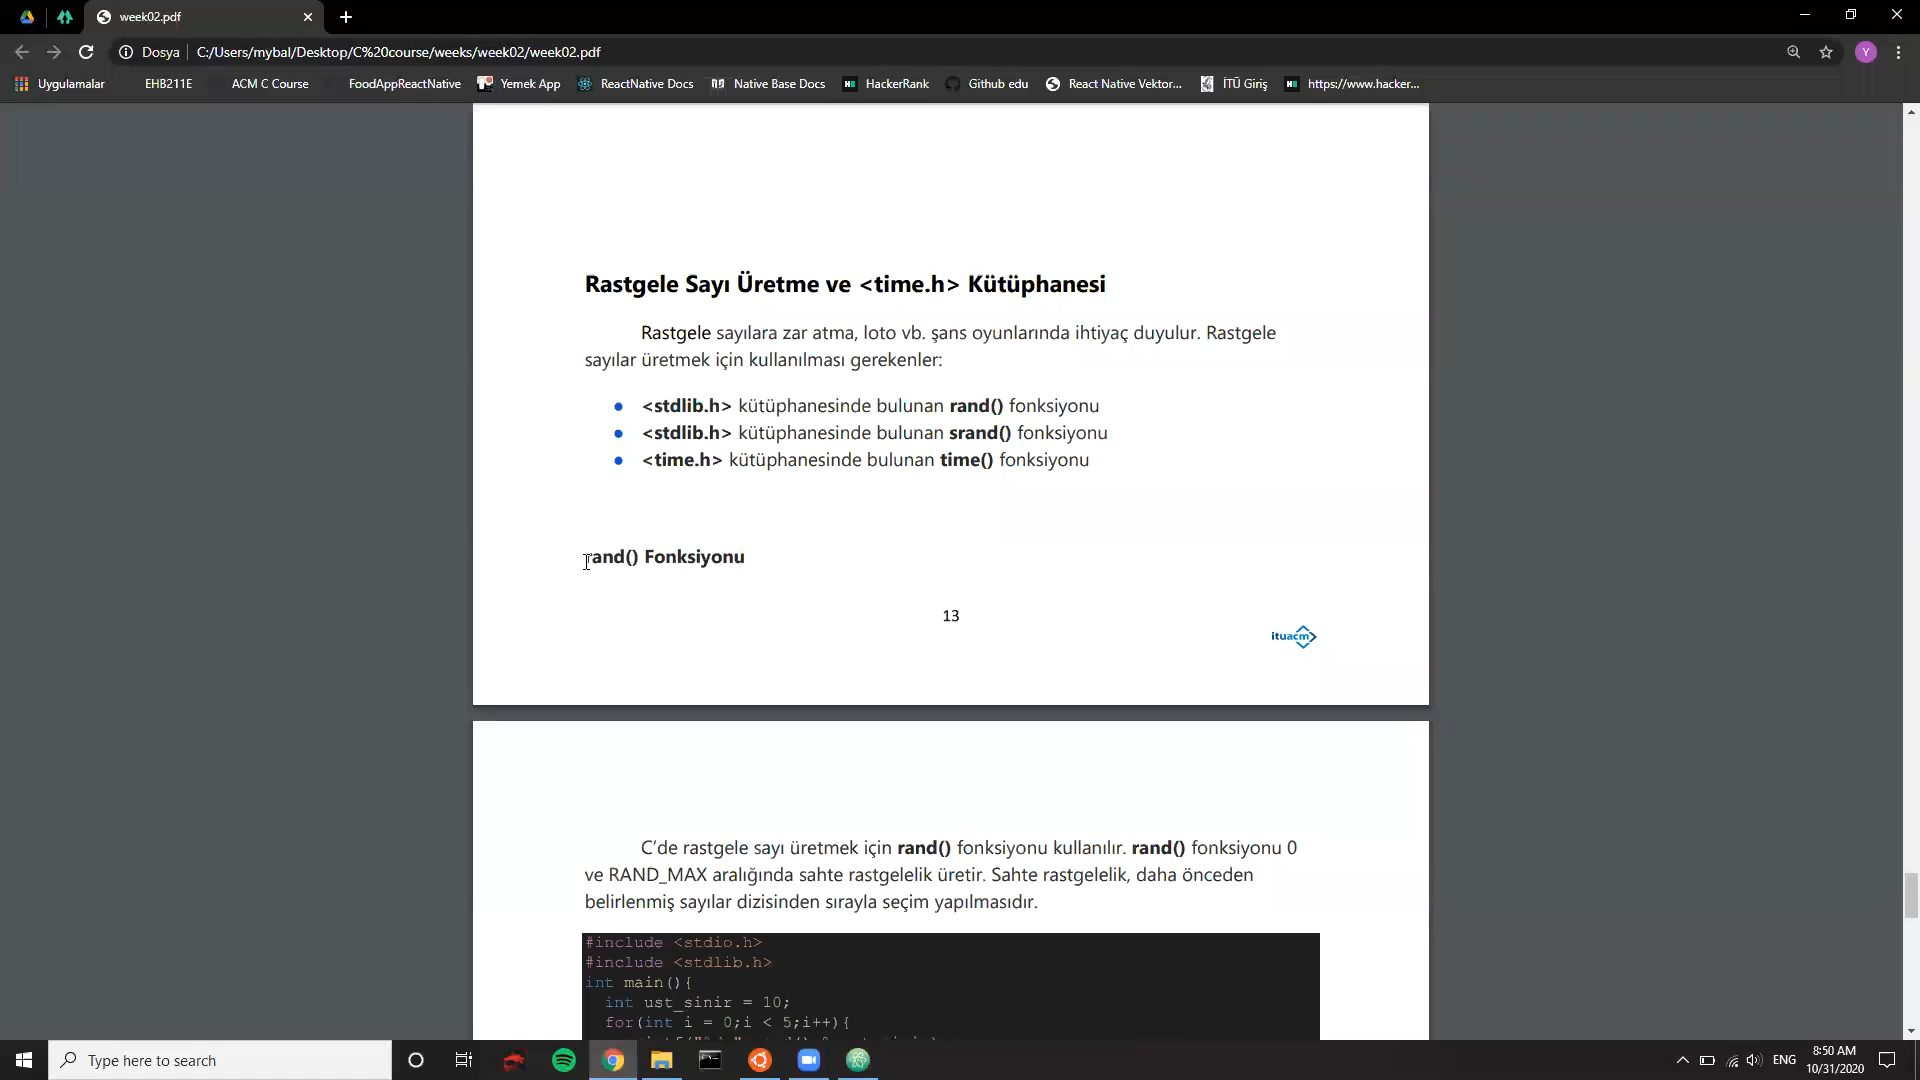 week02.pdf
Dosya
C:/Users/mybal/Desktop/C%20course/weeks/week02/week02.pdf
Y
Uygulamalar
EHB211E
ACM C Course
FoodAppReactNative
Yemek App
ReactNative Docs
Native Base Docs
HackerRank
Github edu
React Native Vektor...
İTÜ Giriş
https://www.hacker...
Rastgele Sayı Üretme ve <time.h> Kütüphanesi
Rastgele sayılara zar atma, loto vb. şans oyunlarında ihtiyaç duyulur. Rastgele
sayılar üretmek için kullanılması gerekenler:
● <stdlib.h> kütüphanesinde bulunan rand() fonksiyonu
● <stdlib.h> kütüphanesinde bulunan srand() fonksiyonu
● <time.h> kütüphanesinde bulunan time() fonksiyonu
rand() Fonksiyonu
13
ituacm
C'de rastgele sayı üretmek için rand() fonksiyonu kullanılır. rand() fonksiyonu 0
ve RAND_MAX aralığında sahte rastgelelik üretir. Sahte rastgelelik, daha önceden
belirlenmiş sayılar dizisinden sırayla seçim yapılmasıdır.
#include <stdio.h>
#include <stdlib.h>
int main(){
int ust_sinir = 10;
for(int i = 0;i < 5;i++){
Type here to search
ENG
8:50 AM
10/31/2020